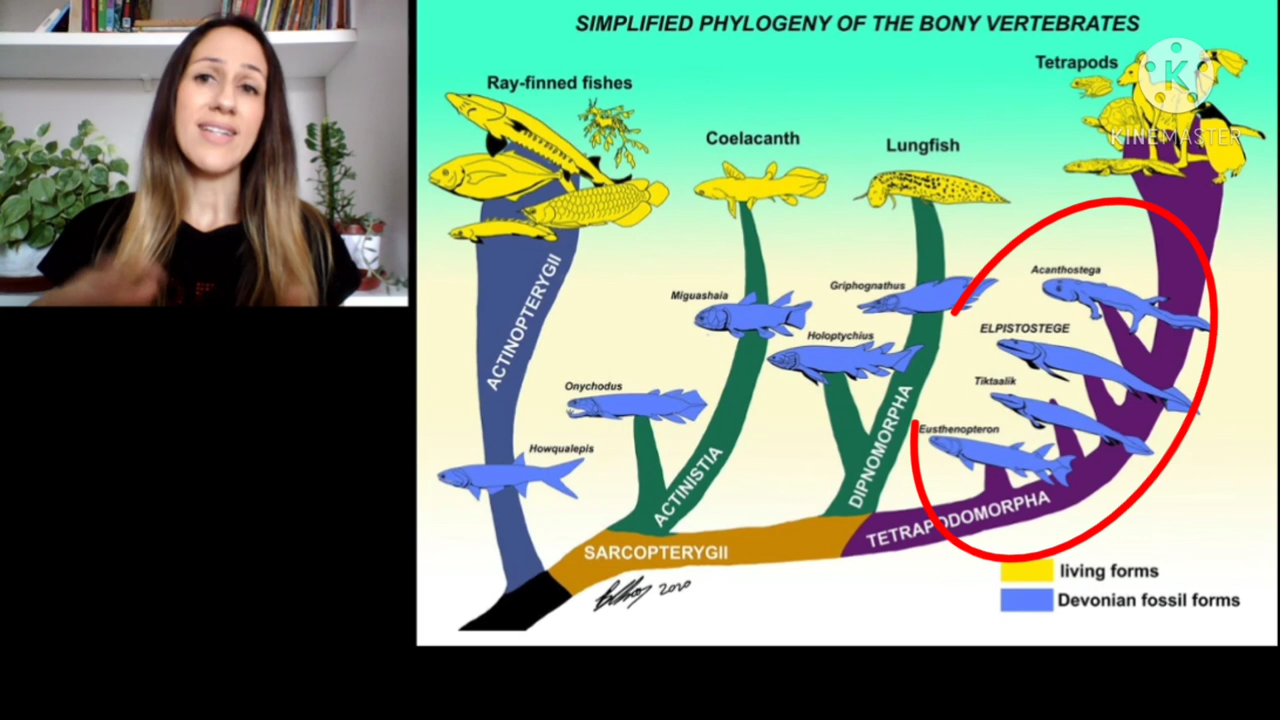 SIMPLIFIED PHYLOGENY OF THE BONY VERTEBRATES
Tetrapods
KINEMASTER
Ray-finned fishes
Coelacanth
Lungfish
ACTINOPTERYGII
Acanthostega
Griphognathus
Miguashaia
ELPISTOSTEGE
Holoptychius
Tiktaalik
Onychodus
Eusthenopteron
Howqualepis
ACTINISTIA
DIPNOMORPHA
TETRAPODOMORPHA
SARCOPTERYGII
living forms
2020
Devonian fossil forms